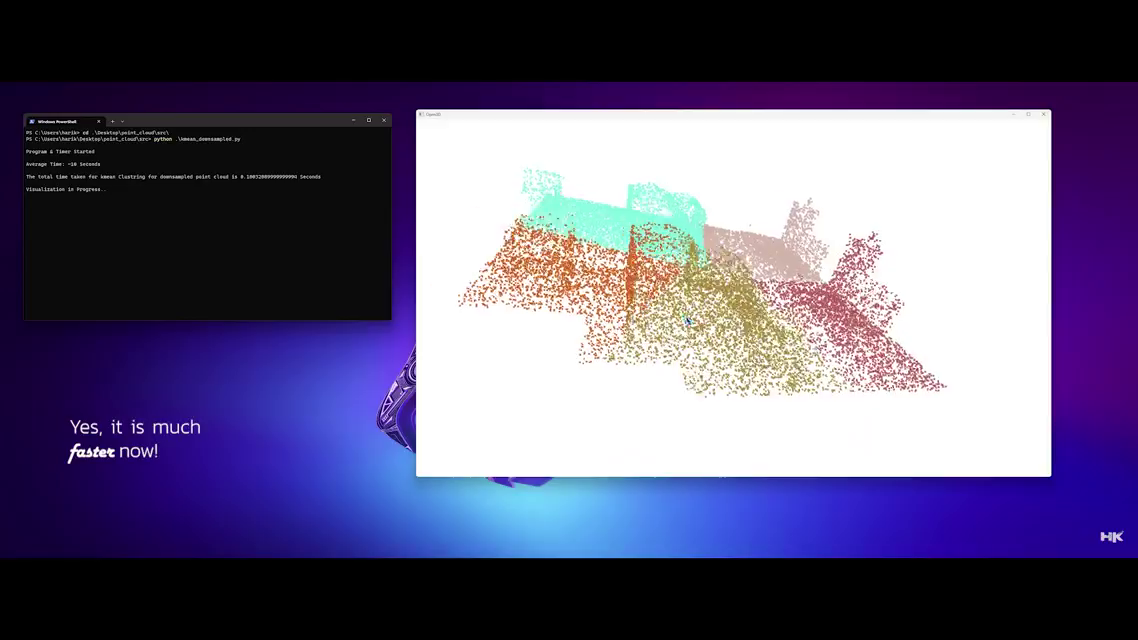 Windows PowerShell
PS C:\Users\harik> cd .\Desktop\point_cloud\src\
PS C:\Users\harik\Desktop\point_cloud\src> python .\kmean_downsampled.py
Program & Timer Started
Average Time: ~10 Seconds
The total time taken for kmean Clustring for downsampled point cloud is Seconds
Visualization in Progress..
Open3D
Yes, it is much
faster now!
HK